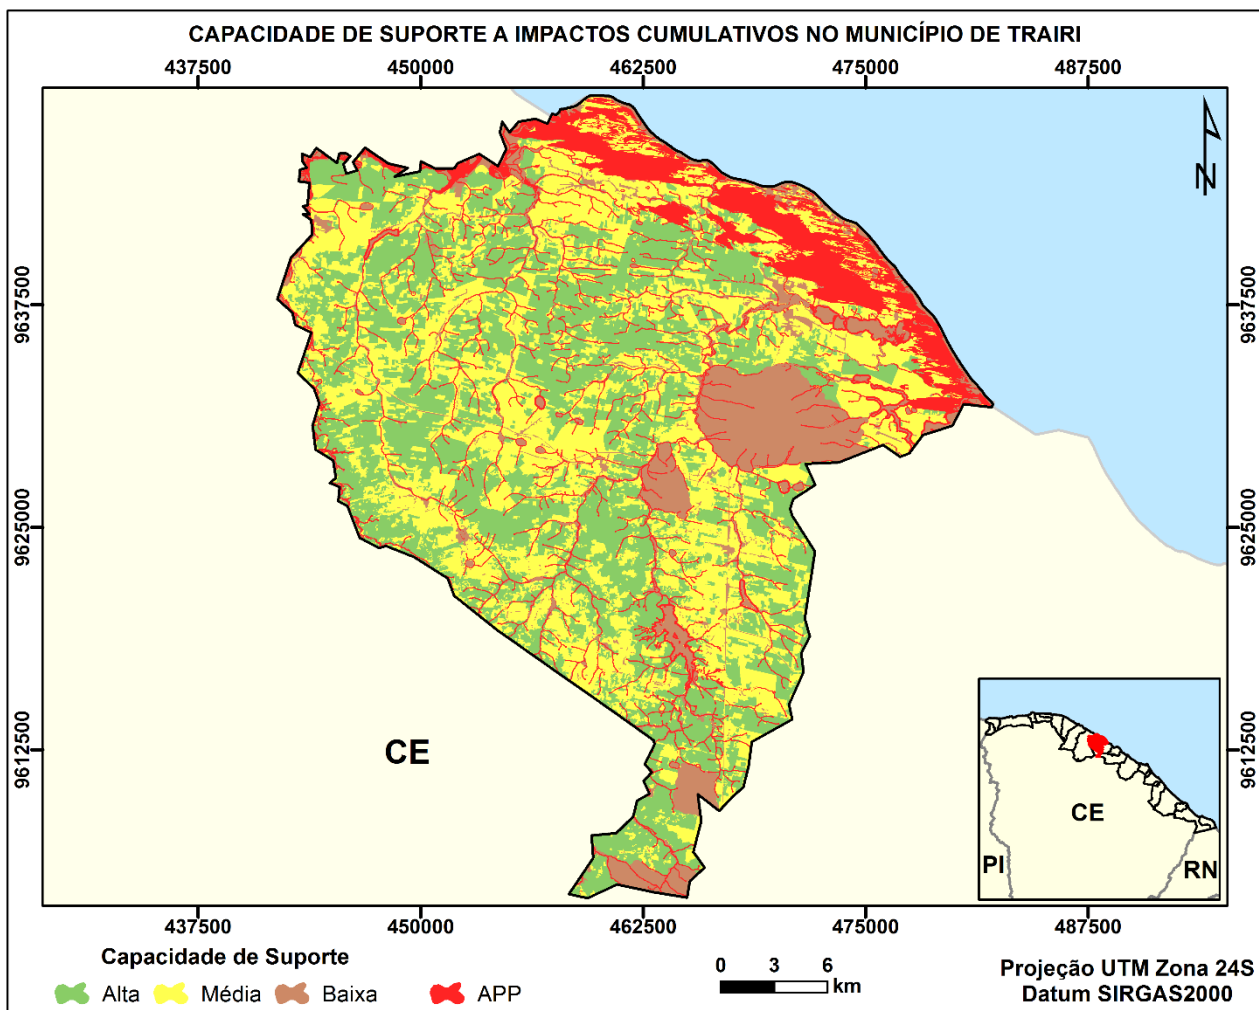 CAPACIDADE DE SUPORTE A IMPACTOS CUMULATIVOS NO MUNICÍPIO DE TRAIRI
437500 450000 462500 475000 487500
N
9637500 9637500
9625000 9625000
9612500 9612500
CE
CE
PI
RN
437500 450000 462500 475000 487500
Capacidade de Suporte
Alta Média Baixa APP
0 3 6
km
Projeção UTM Zona 24S
Datum SIRGAS2000